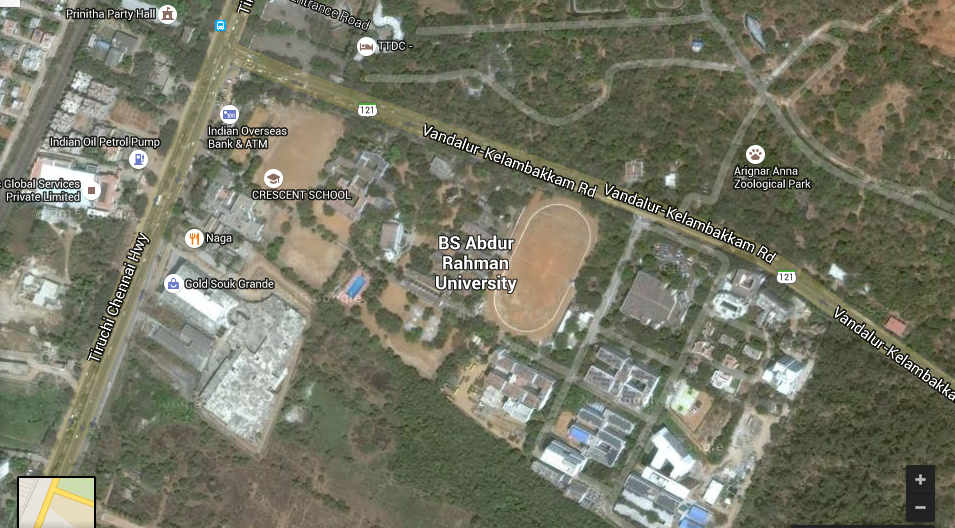 Prinitha Party Hall
Entrance Road
TTDC -
121
Indian Overseas
Bank & ATM
Vandalur-Kelambakkam Rd
Indian Oil Petrol Pump
Global Services
Private Limited
CRESCENT SCHOOL
Arignar Anna
Zoological Park
Vandalur-Kelambakkam Rd
Naga
BS Abdur
Rahman
University
Gold Souk Grande
121
Tiruchi Chennai Hwy
Vandalur-Kelambakka
+
−